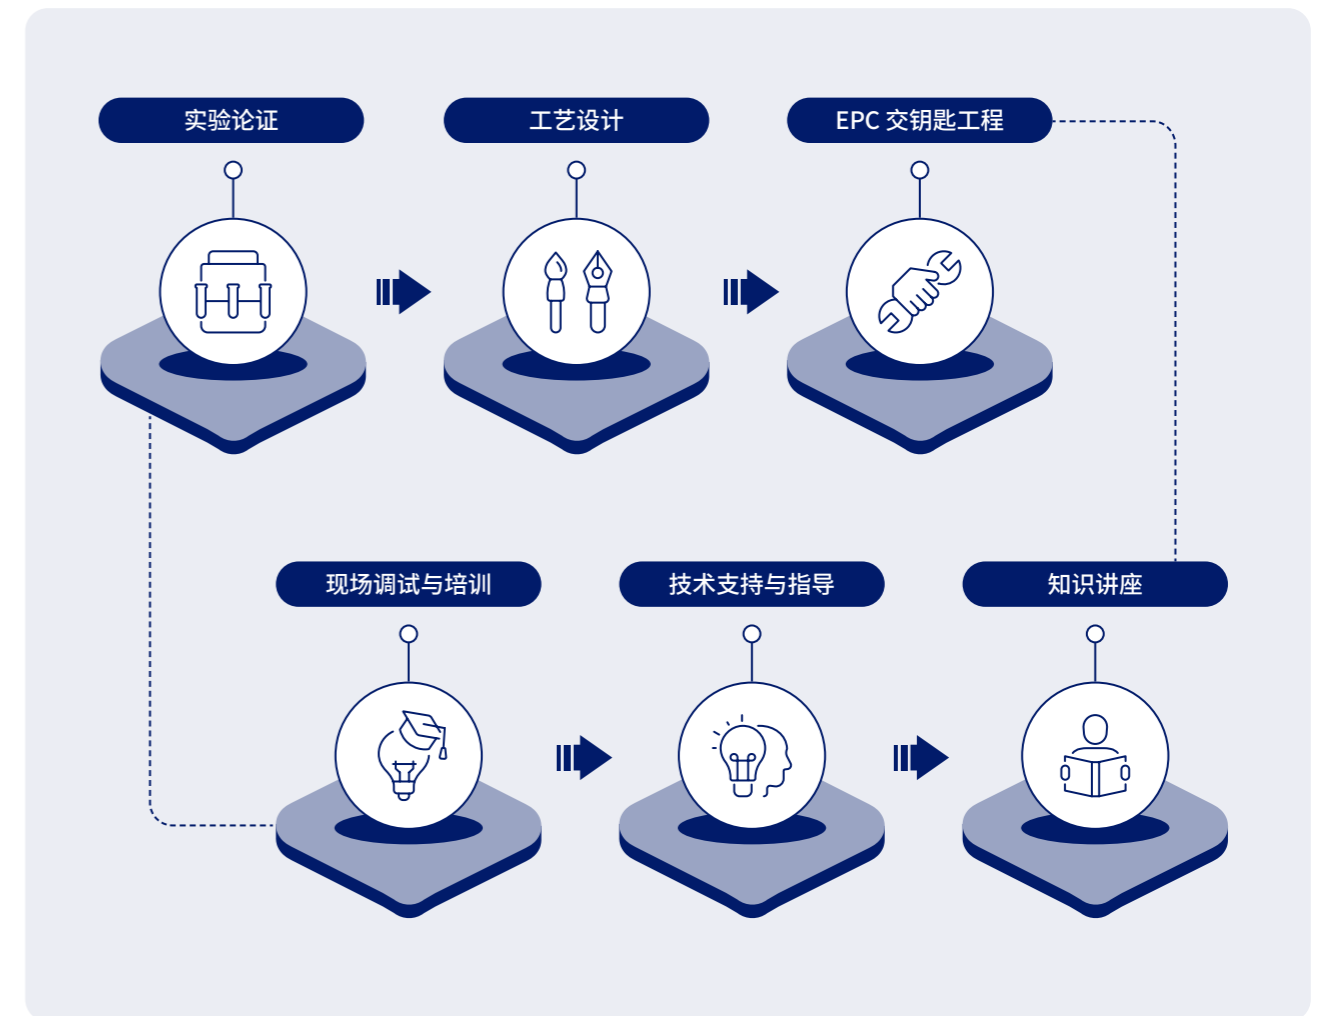 实验论证
工艺设计
EPC 交钥匙工程
现场调试与培训
技术支持与指导
知识讲座